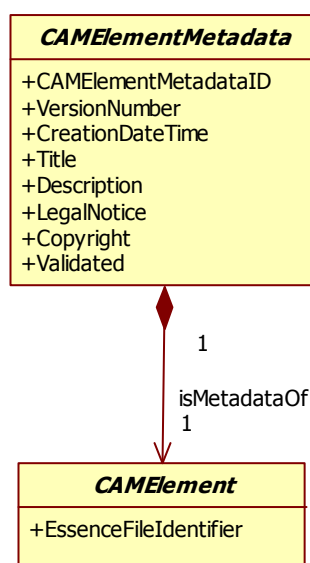 CAMElementMetadata
+CAMElementMetadataID
+VersionNumber
+CreationDateTime
+Title
+Description
+LegalNotice
+Copyright
+Validated
1
isMetadataOf
1
CAMElement
+EssenceFileIdentifier